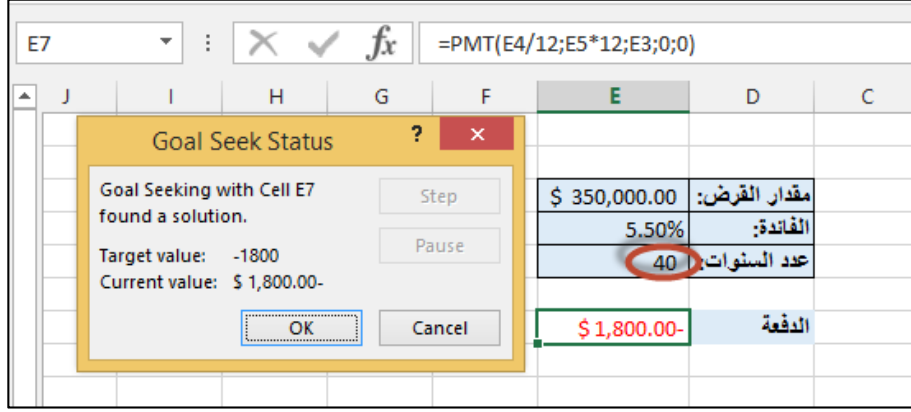 E7 fx =PMT(E4/12;E5*12;E3;0;0)
J I H G F E D C
Goal Seek Status ? ×
Goal Seeking with Cell E7
found a solution.
Target value: -1800
Current value: $ 1,800.00-
Step
Pause
OK Cancel
مقدار القرض: $ 350,000.00
الفائدة: 5.50%
عدد السنوات: 40
الدفعة $ 1,800.00-